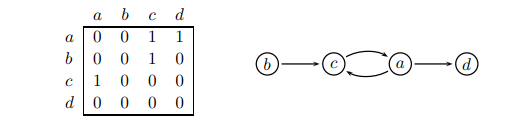 a b c d
a 0 0 1 1
b 0 0 1 0
c 1 0 0 0
d 0 0 0 0
b c a d